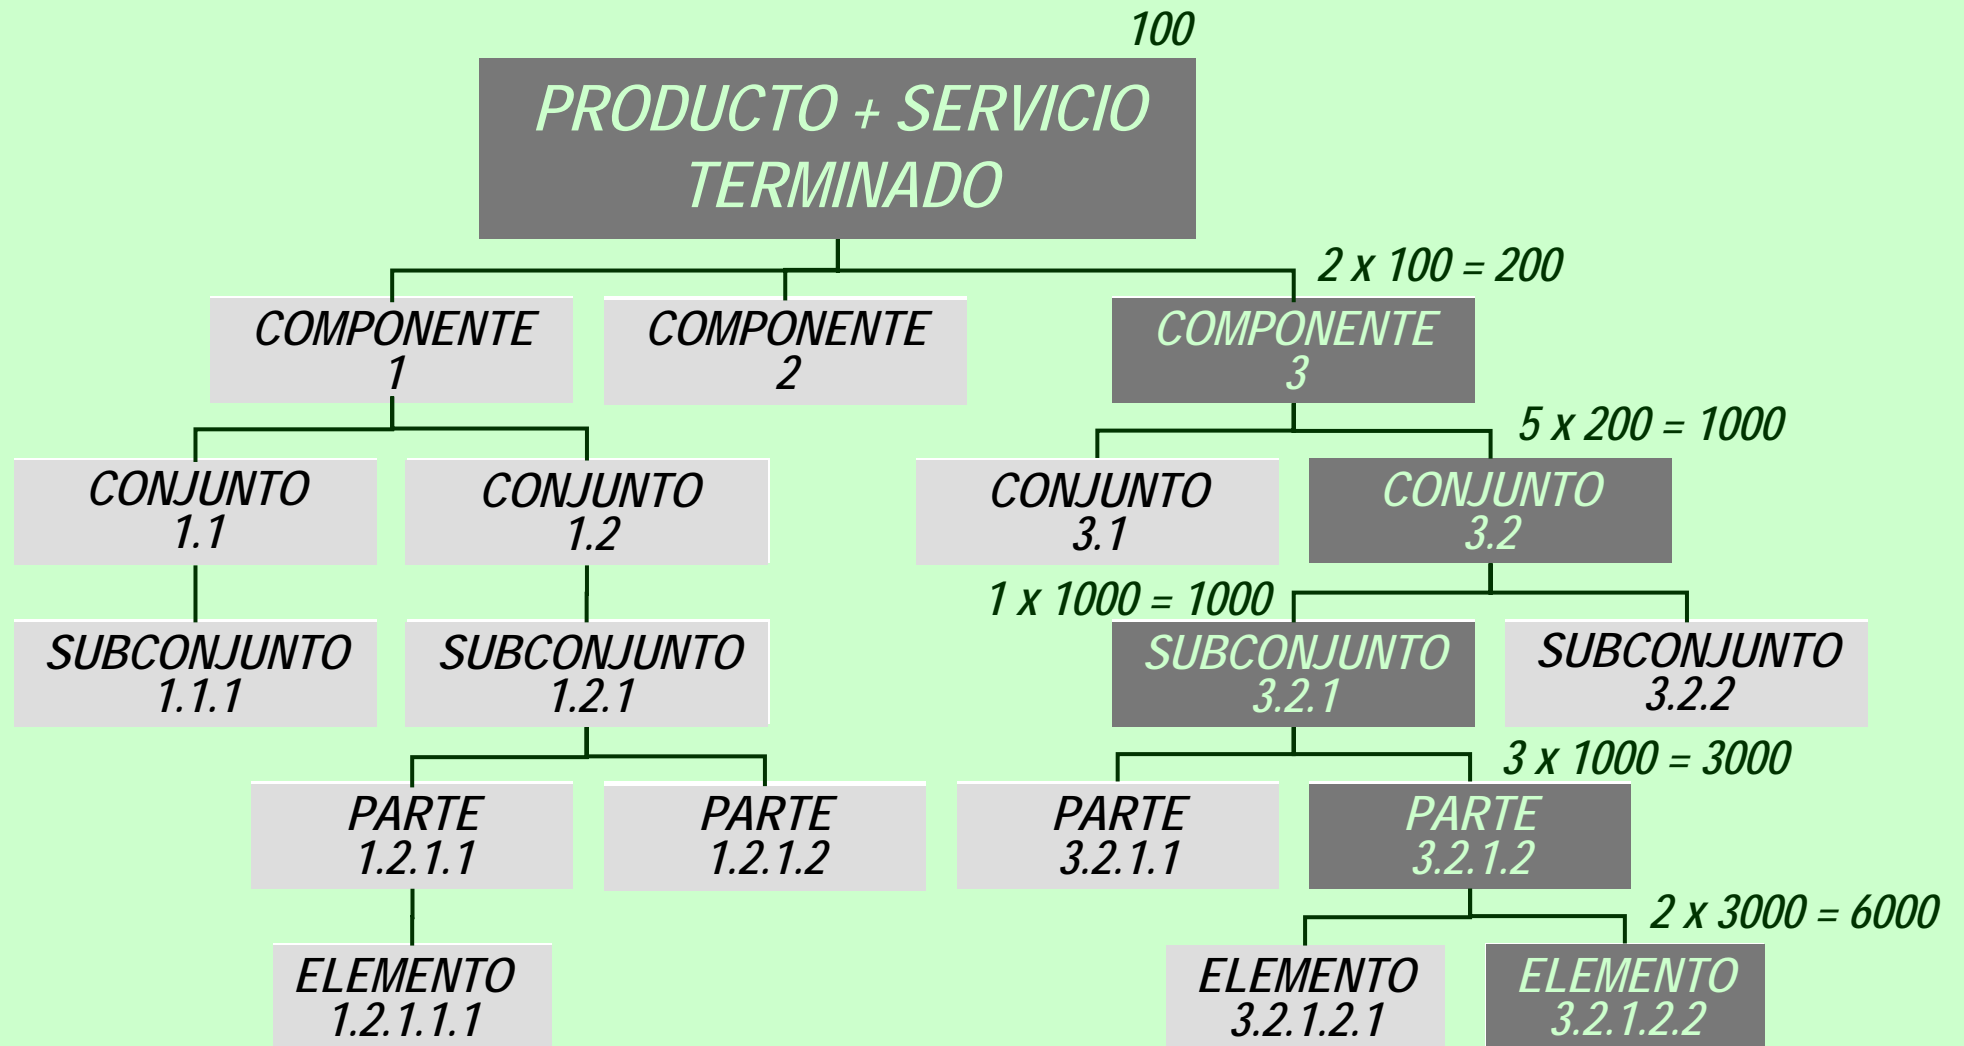 100
PRODUCTO + SERVICIO
TERMINADO
2 x 100 = 200
COMPONENTE
1
COMPONENTE
2
COMPONENTE
3
5 x 200 = 1000
CONJUNTO
1.1
CONJUNTO
1.2
CONJUNTO
3.1
CONJUNTO
3.2
1 x 1000 = 1000
SUBCONJUNTO
1.1.1
SUBCONJUNTO
1.2.1
SUBCONJUNTO
3.2.1
SUBCONJUNTO
3.2.2
3 x 1000 = 3000
PARTE
1.2.1.1
PARTE
1.2.1.2
PARTE
3.2.1.1
PARTE
3.2.1.2
2 x 3000 = 6000
ELEMENTO
1.2.1.1.1
ELEMENTO
3.2.1.2.1
ELEMENTO
3.2.1.2.2